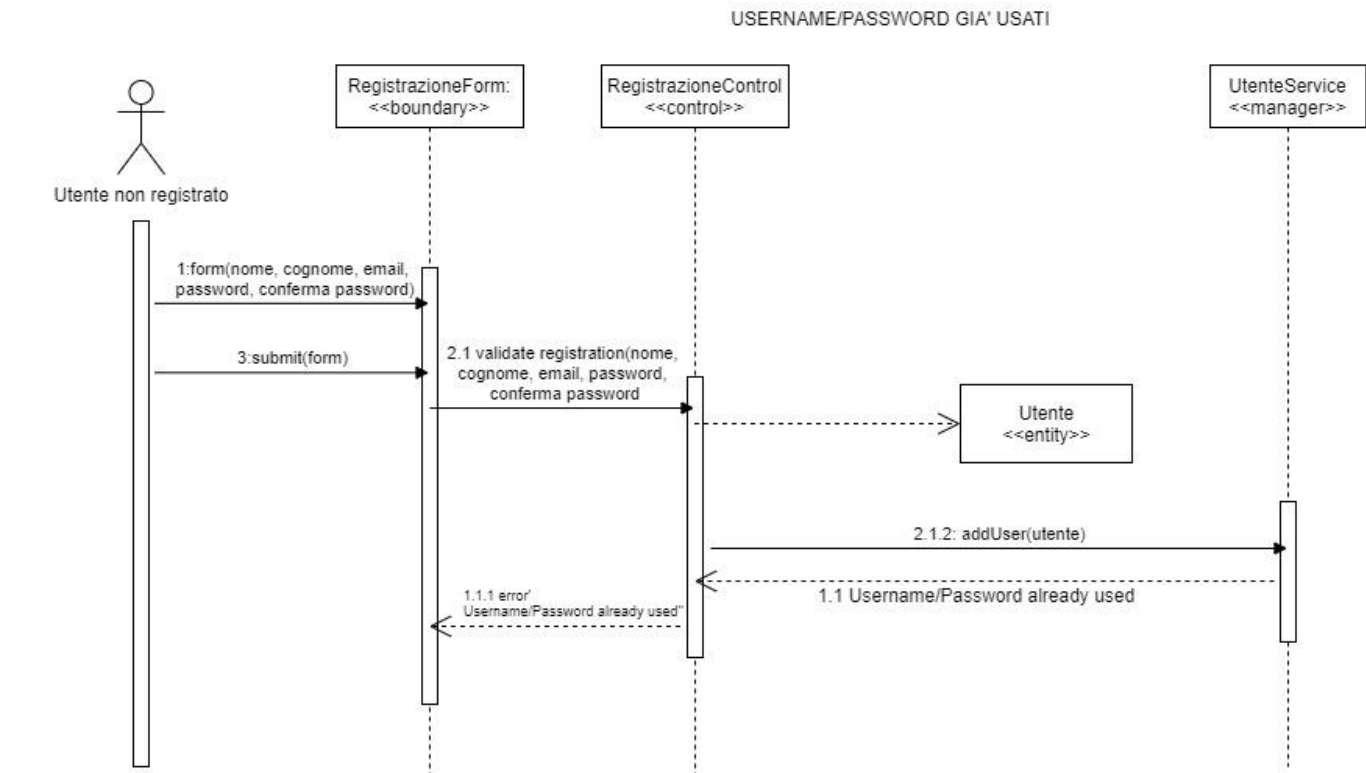 USERNAME/PASSWORD GIA' USATI
RegistrazioneForm:
<<boundary>>
RegistrazioneControl
<<control>>
UtenteService
<<manager>>
Utente non registrato
1:form(nome, cognome, email,
password, conferma password)
3:submit(form)
2.1 validate registration(nome,
cognome, email, password,
conferma password
Utente
<<entity>>
2.1.2: addUser(utente)
1.1 Username/Password already used
1.1.1 error'
Username/Password already used"